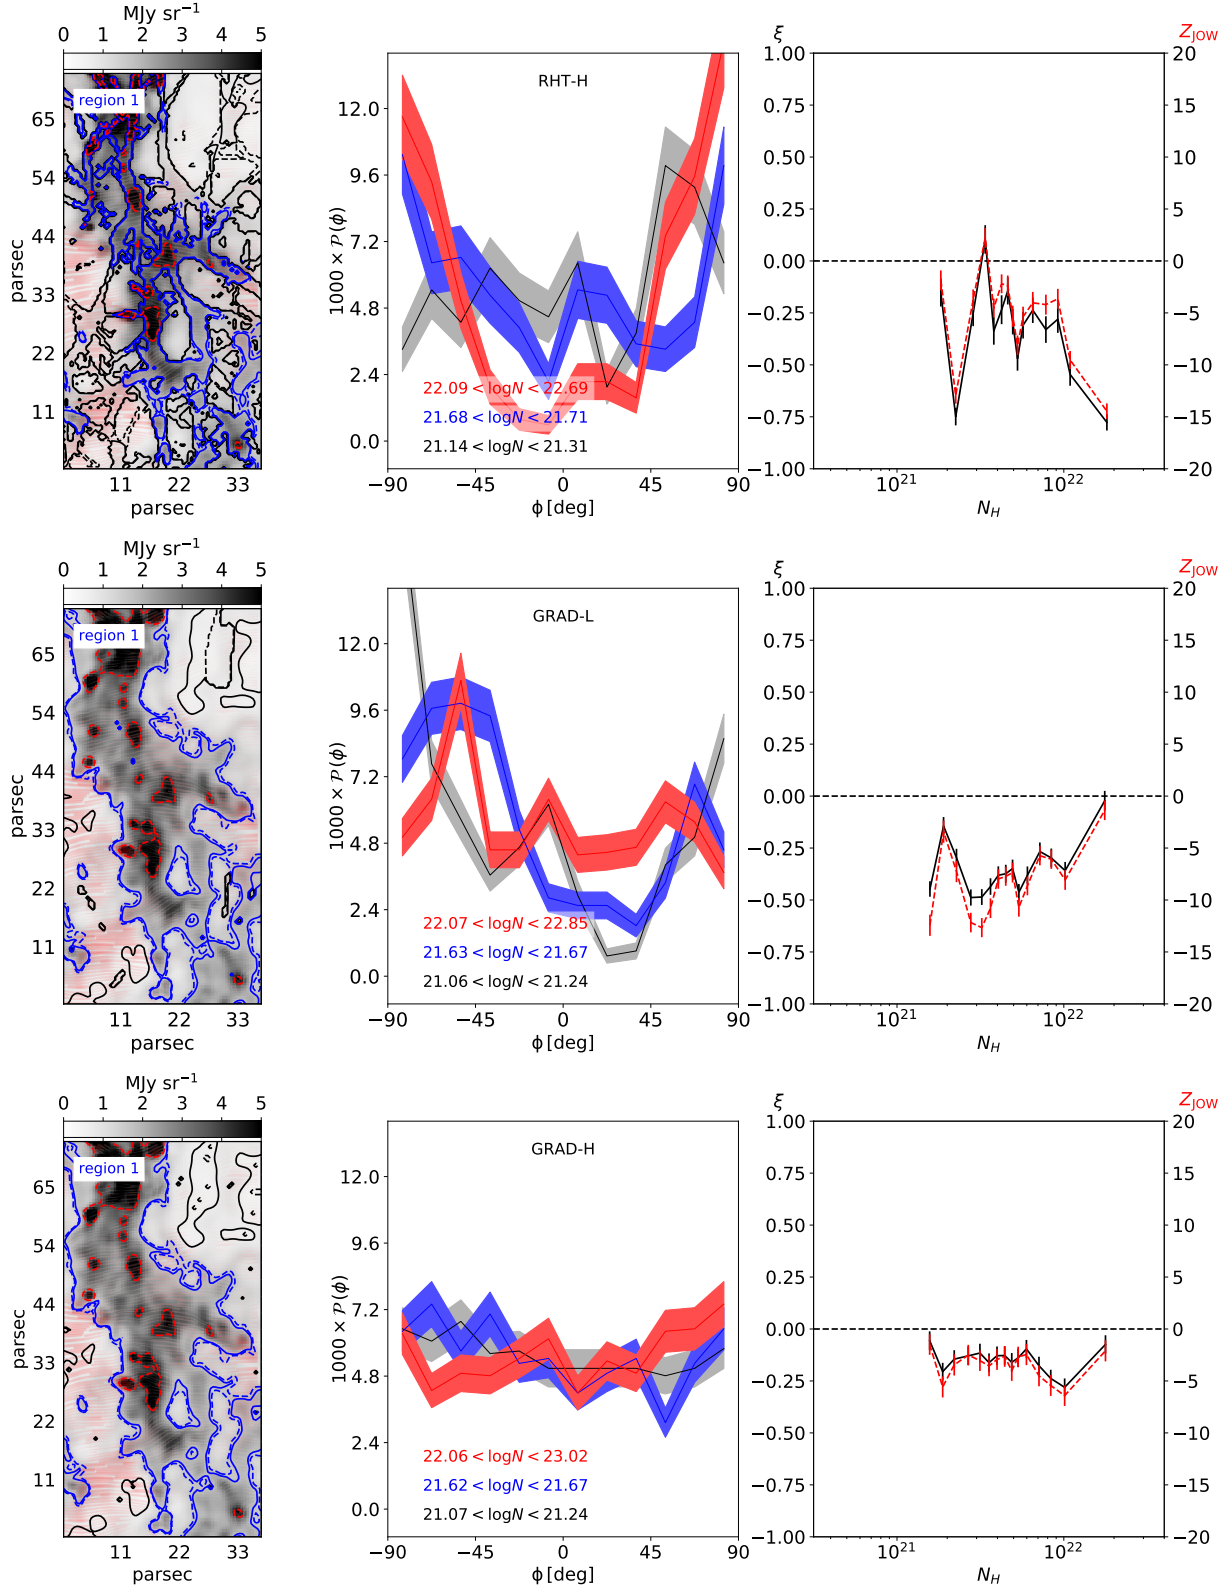 MJy sr⁻¹
0 1 2 3 4 5
region 1
65
54
44
33
22
11
parsec
11 22 33
parsec
RHT-H
12.0
9.6
7.2
4.8
2.4
0.0
1000 × P(ϕ)
22.09 < logN < 22.69
21.68 < logN < 21.71
21.14 < logN < 21.31
−90 −45 0 45 90
ϕ [deg]
ξ
Z_JOW
1.00
0.75
0.50
0.25
0.00
−0.25
−0.50
−0.75
−1.00
20
15
10
5
0
−5
−10
−15
−20
10²¹ 10²²
N_H
MJy sr⁻¹
0 1 2 3 4 5
region 1
65
54
44
33
22
11
parsec
11 22 33
parsec
GRAD-L
12.0
9.6
7.2
4.8
2.4
0.0
1000 × P(ϕ)
22.07 < logN < 22.85
21.63 < logN < 21.67
21.06 < logN < 21.24
−90 −45 0 45 90
ϕ [deg]
ξ
Z_JOW
1.00
0.75
0.50
0.25
0.00
−0.25
−0.50
−0.75
−1.00
20
15
10
5
0
−5
−10
−15
−20
10²¹ 10²²
N_H
MJy sr⁻¹
0 1 2 3 4 5
region 1
65
54
44
33
22
11
parsec
11 22 33
parsec
GRAD-H
12.0
9.6
7.2
4.8
2.4
0.0
1000 × P(ϕ)
22.06 < logN < 23.02
21.62 < logN < 21.67
21.07 < logN < 21.24
−90 −45 0 45 90
ϕ [deg]
ξ
Z_JOW
1.00
0.75
0.50
0.25
0.00
−0.25
−0.50
−0.75
−1.00
20
15
10
5
0
−5
−10
−15
−20
10²¹ 10²²
N_H